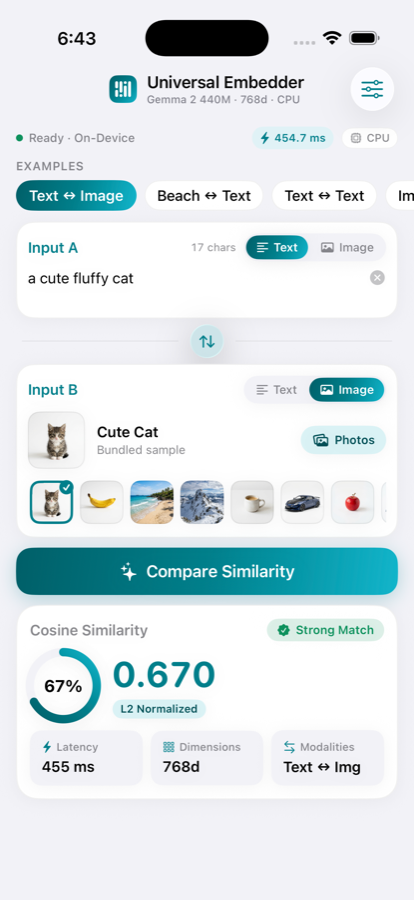 6:43
Universal Embedder
Gemma 2 440M · 768d · CPU
Ready · On-Device
454.7 ms
CPU
EXAMPLES
Text ↔ Image
Beach ↔ Text
Text ↔ Text
Im
Input A
17 chars
Text
Image
a cute fluffy cat
Input B
Text
Image
Cute Cat
Bundled sample
Photos
Compare Similarity
Cosine Similarity
Strong Match
67%
0.670
L2 Normalized
Latency
455 ms
Dimensions
768d
Modalities
Text ↔ Img